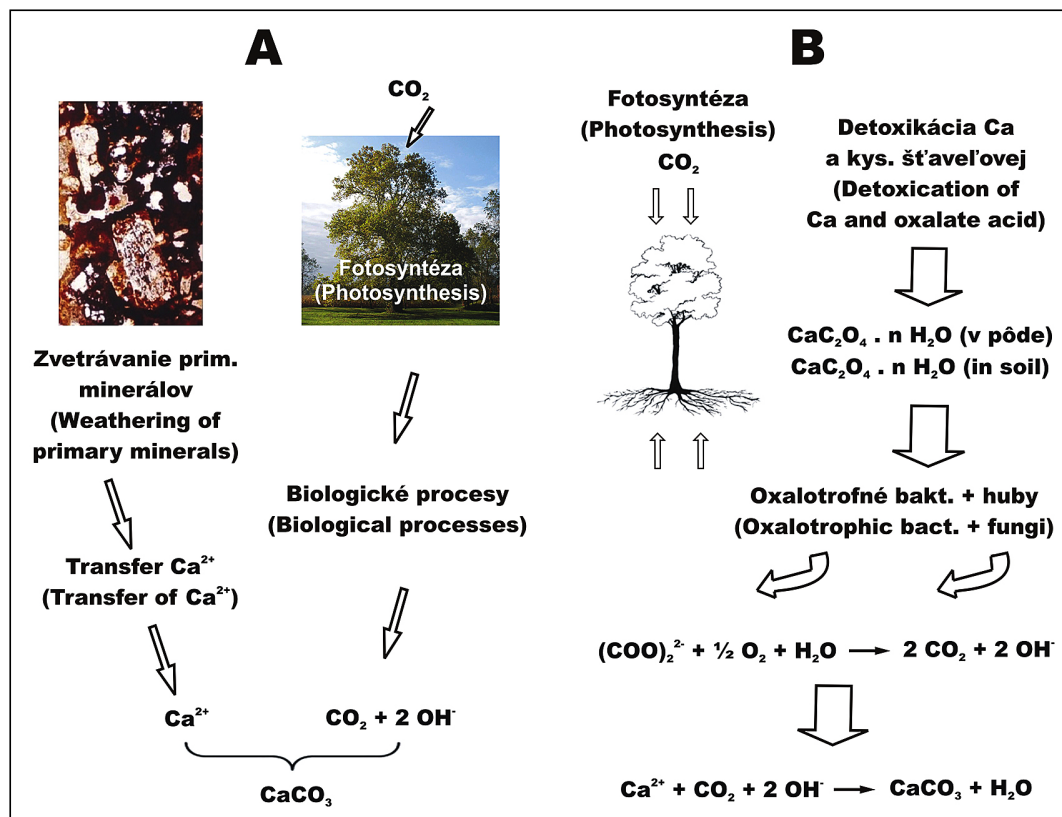 A
CO₂
Fotosyntéza
(Photosynthesis)
Zvetrávanie prim.
minerálov
(Weathering of
primary minerals)
Biologické procesy
(Biological processes)
Transfer Ca²⁺
(Transfer of Ca²⁺)
Ca²⁺
CO₂ + 2 OH⁻
CaCO₃
B
Fotosyntéza
(Photosynthesis)
CO₂
Detoxikácia Ca
a kys. šťaveľovej
(Detoxication of
Ca and oxalate acid)
CaC₂O₄ . n H₂O (v pôde)
CaC₂O₄ . n H₂O (in soil)
Oxalotrofné bakt. + huby
(Oxalotrophic bact. + fungi)
(COO)₂²⁻ + ½ O₂ + H₂O → 2 CO₂ + 2 OH⁻
Ca²⁺ + CO₂ + 2 OH⁻ → CaCO₃ + H₂O